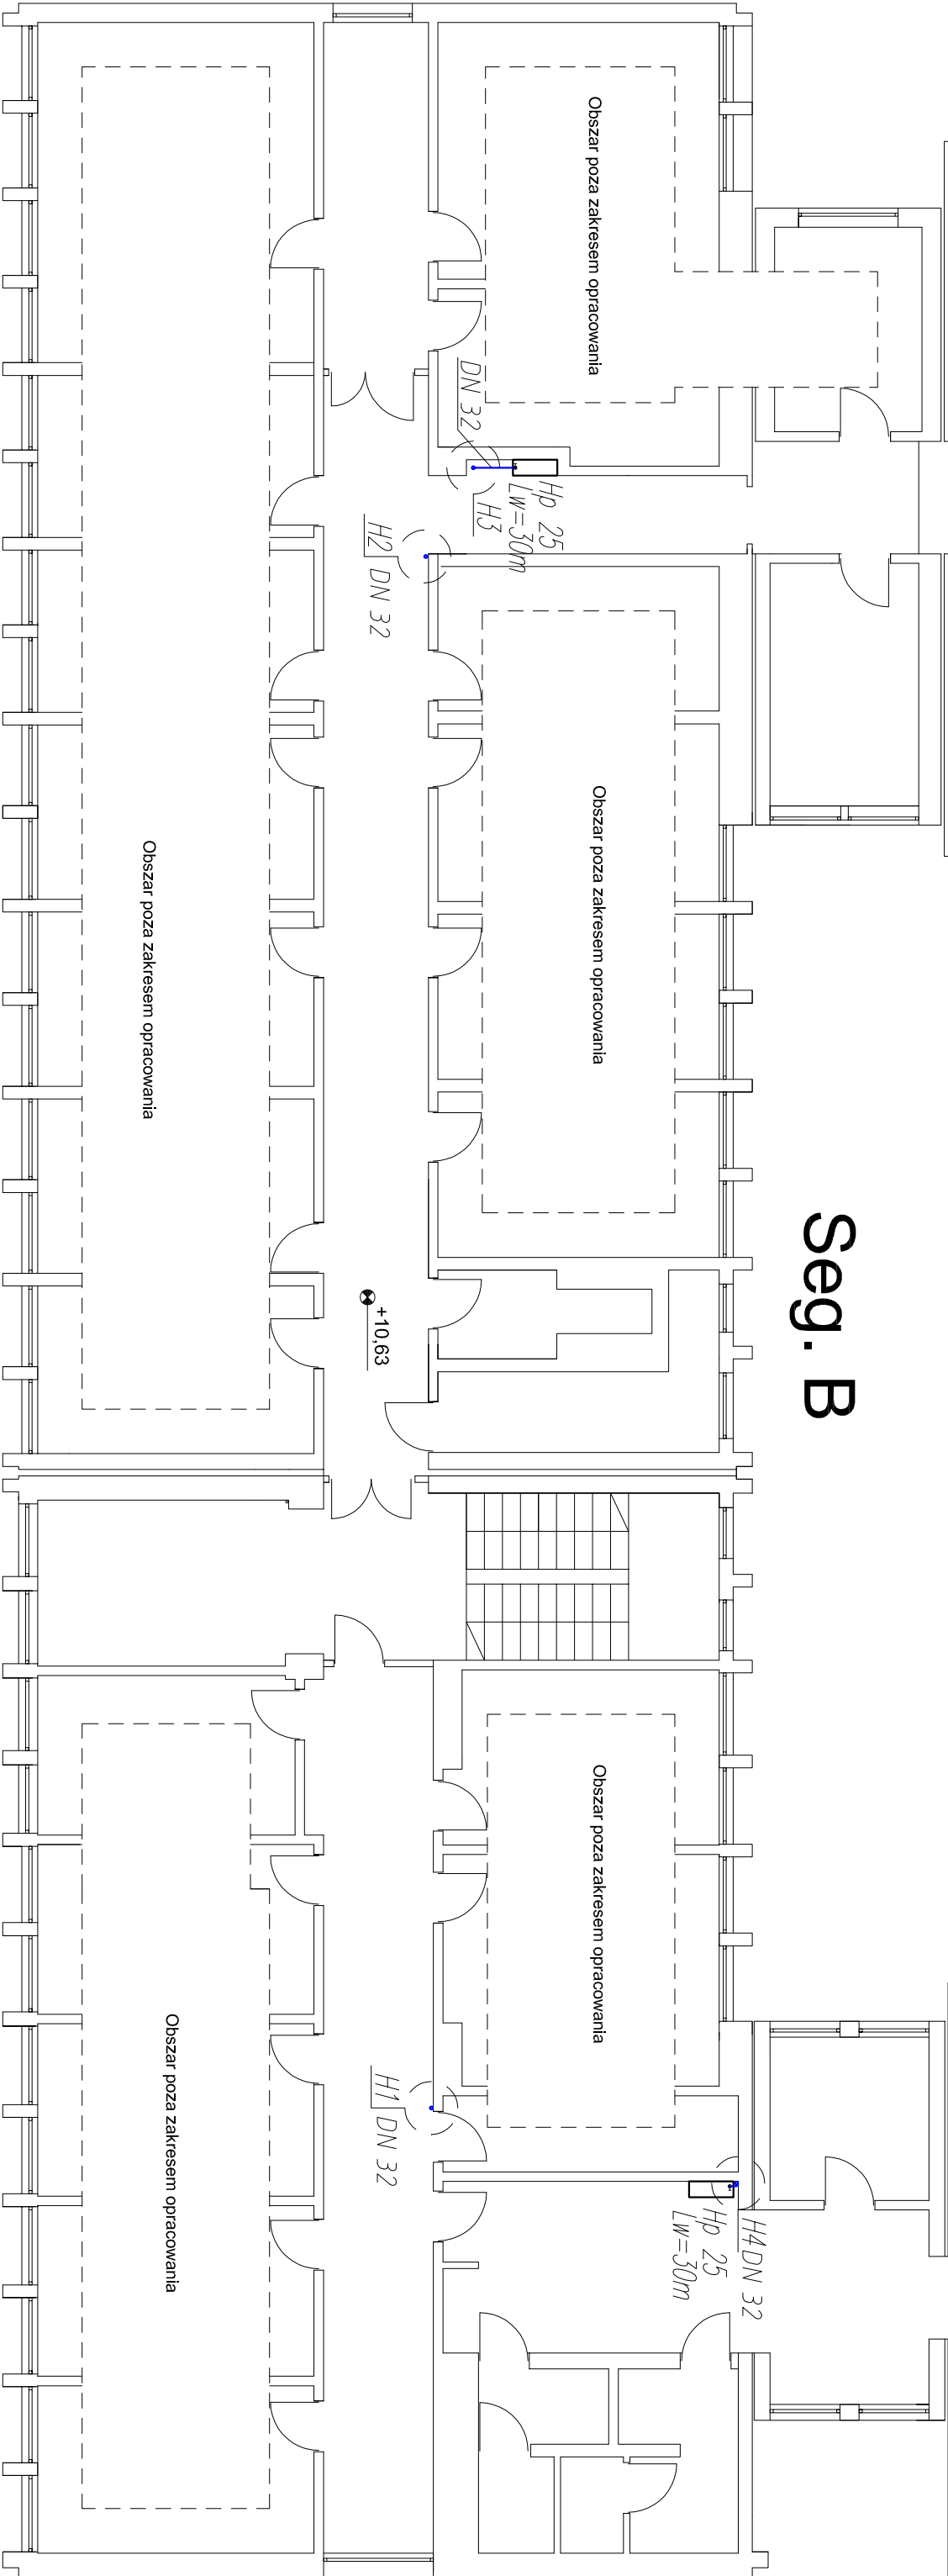 Seg. B
Obszar poza zakresem opracowania
DN 32
Hp 25
Lw=30m
H3
H2 DN 32
Obszar poza zakresem opracowania
Obszar poza zakresem opracowania
+10,63
Obszar poza zakresem opracowania
H1 DN 32
H4 DN 32
Hp 25
Lw=30m
Obszar poza zakresem opracowania